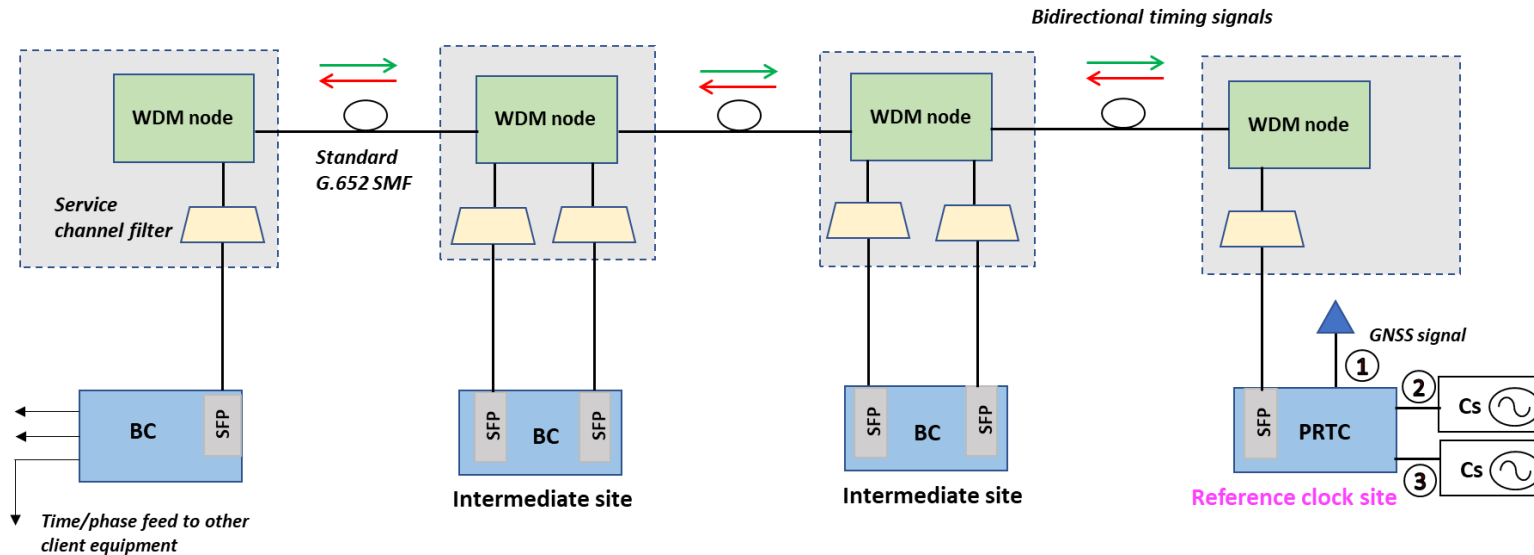 Bidirectional timing signals
WDM node
WDM node
WDM node
WDM node
Standard
G.652 SMF
Service
channel filter
GNSS signal
1
2
Cs
SFP
BC
SFP
BC
SFP
SFP
BC
SFP
SFP
PRTC
3
Cs
Intermediate site
Intermediate site
Reference clock site
Time/phase feed to other
client equipment